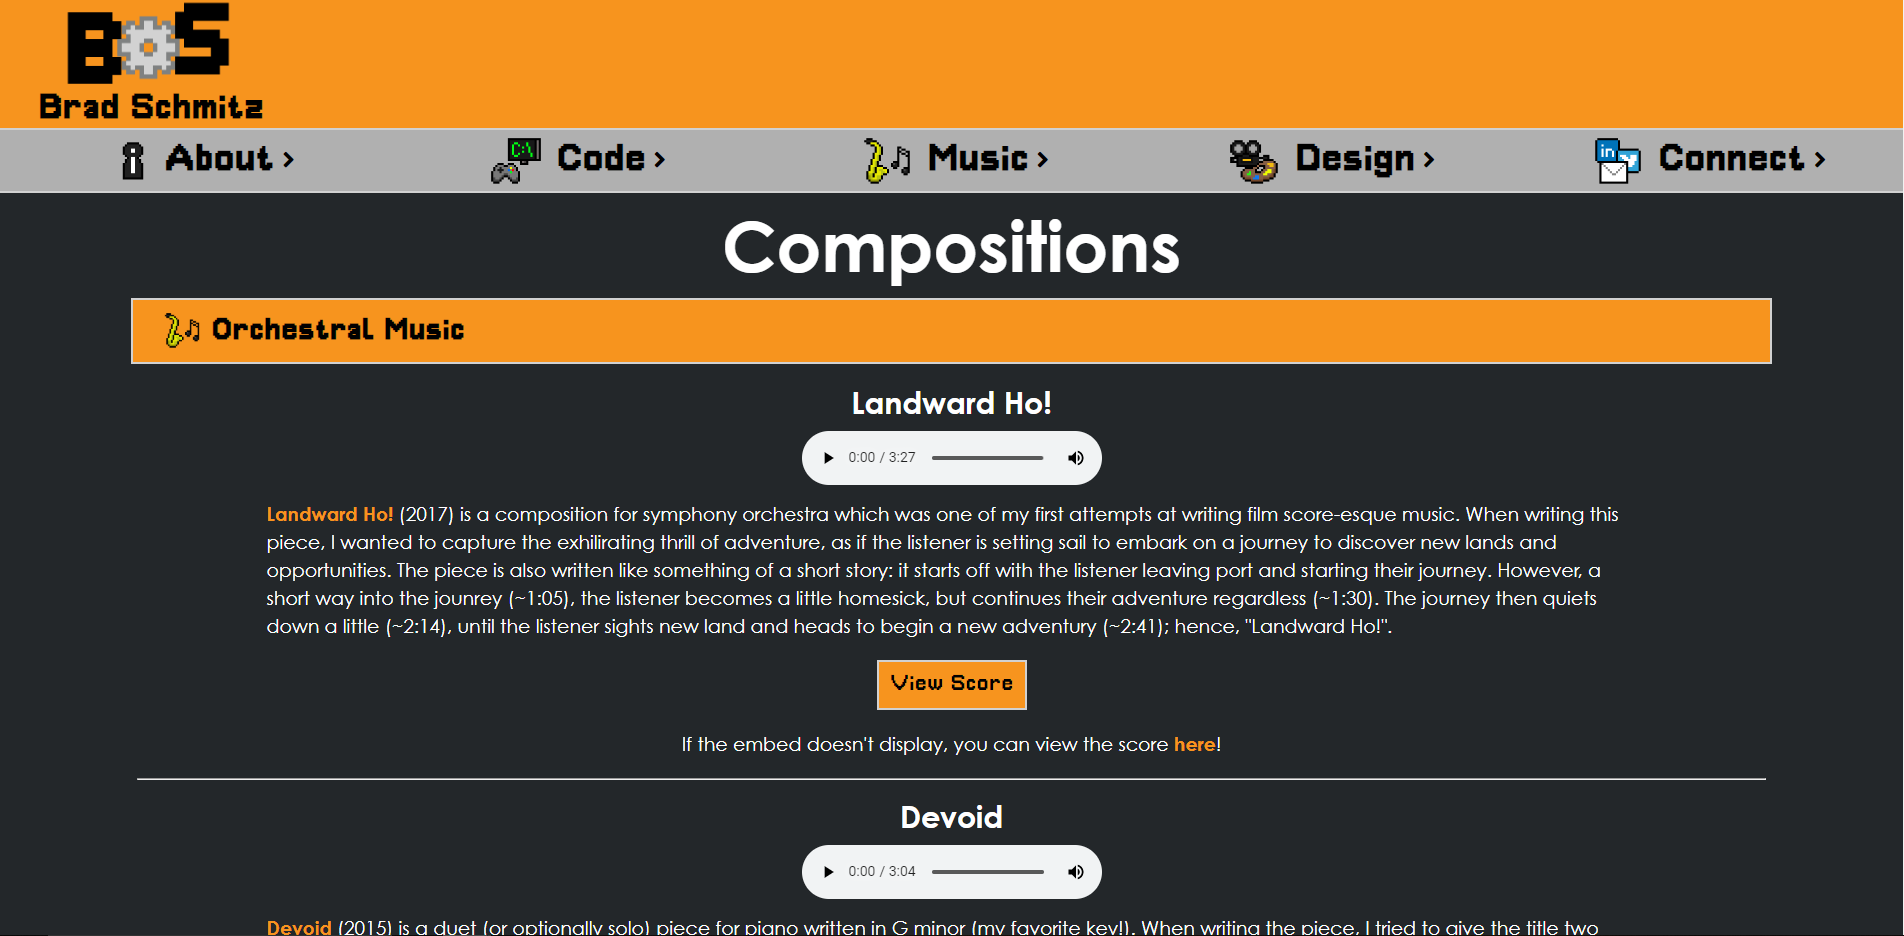 BS
Brad Schmitz
About ›
C:\
Code ›
Music ›
Design ›
in
Connect ›
Compositions
Orchestral Music
Landward Ho!
0:00 / 3:27
Landward Ho! (2017) is a composition for symphony orchestra which was one of my first attempts at writing film score-esque music. When writing this
piece, I wanted to capture the exhilirating thrill of adventure, as if the listener is setting sail to embark on a journey to discover new lands and
opportunities. The piece is also written like something of a short story: it starts off with the listener leaving port and starting their journey. However, a
short way into the jounrey (~1:05), the listener becomes a little homesick, but continues their adventure regardless (~1:30). The journey then quiets
down a little (~2:14), until the listener sights new land and heads to begin a new adventury (~2:41); hence, "Landward Ho!".
View Score
If the embed doesn't display, you can view the score here!
Devoid
0:00 / 3:04
Devoid (2015) is a duet (or optionally solo) piece for piano written in G minor (my favorite key!). When writing the piece, I tried to give the title two